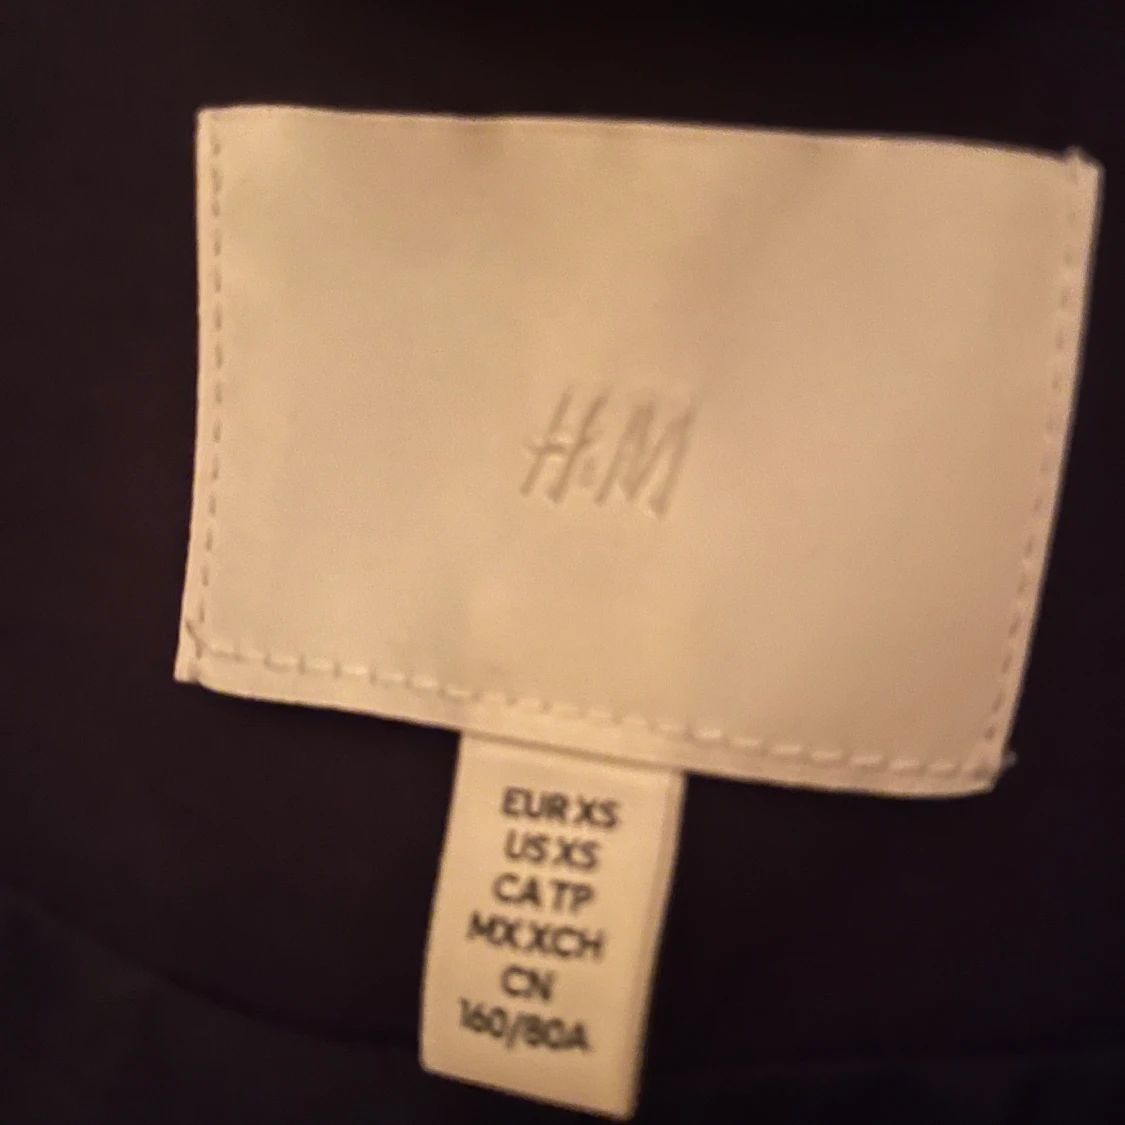 H&M
EUR XS
US XS
CA TP
MX XCH
CN
160/80A